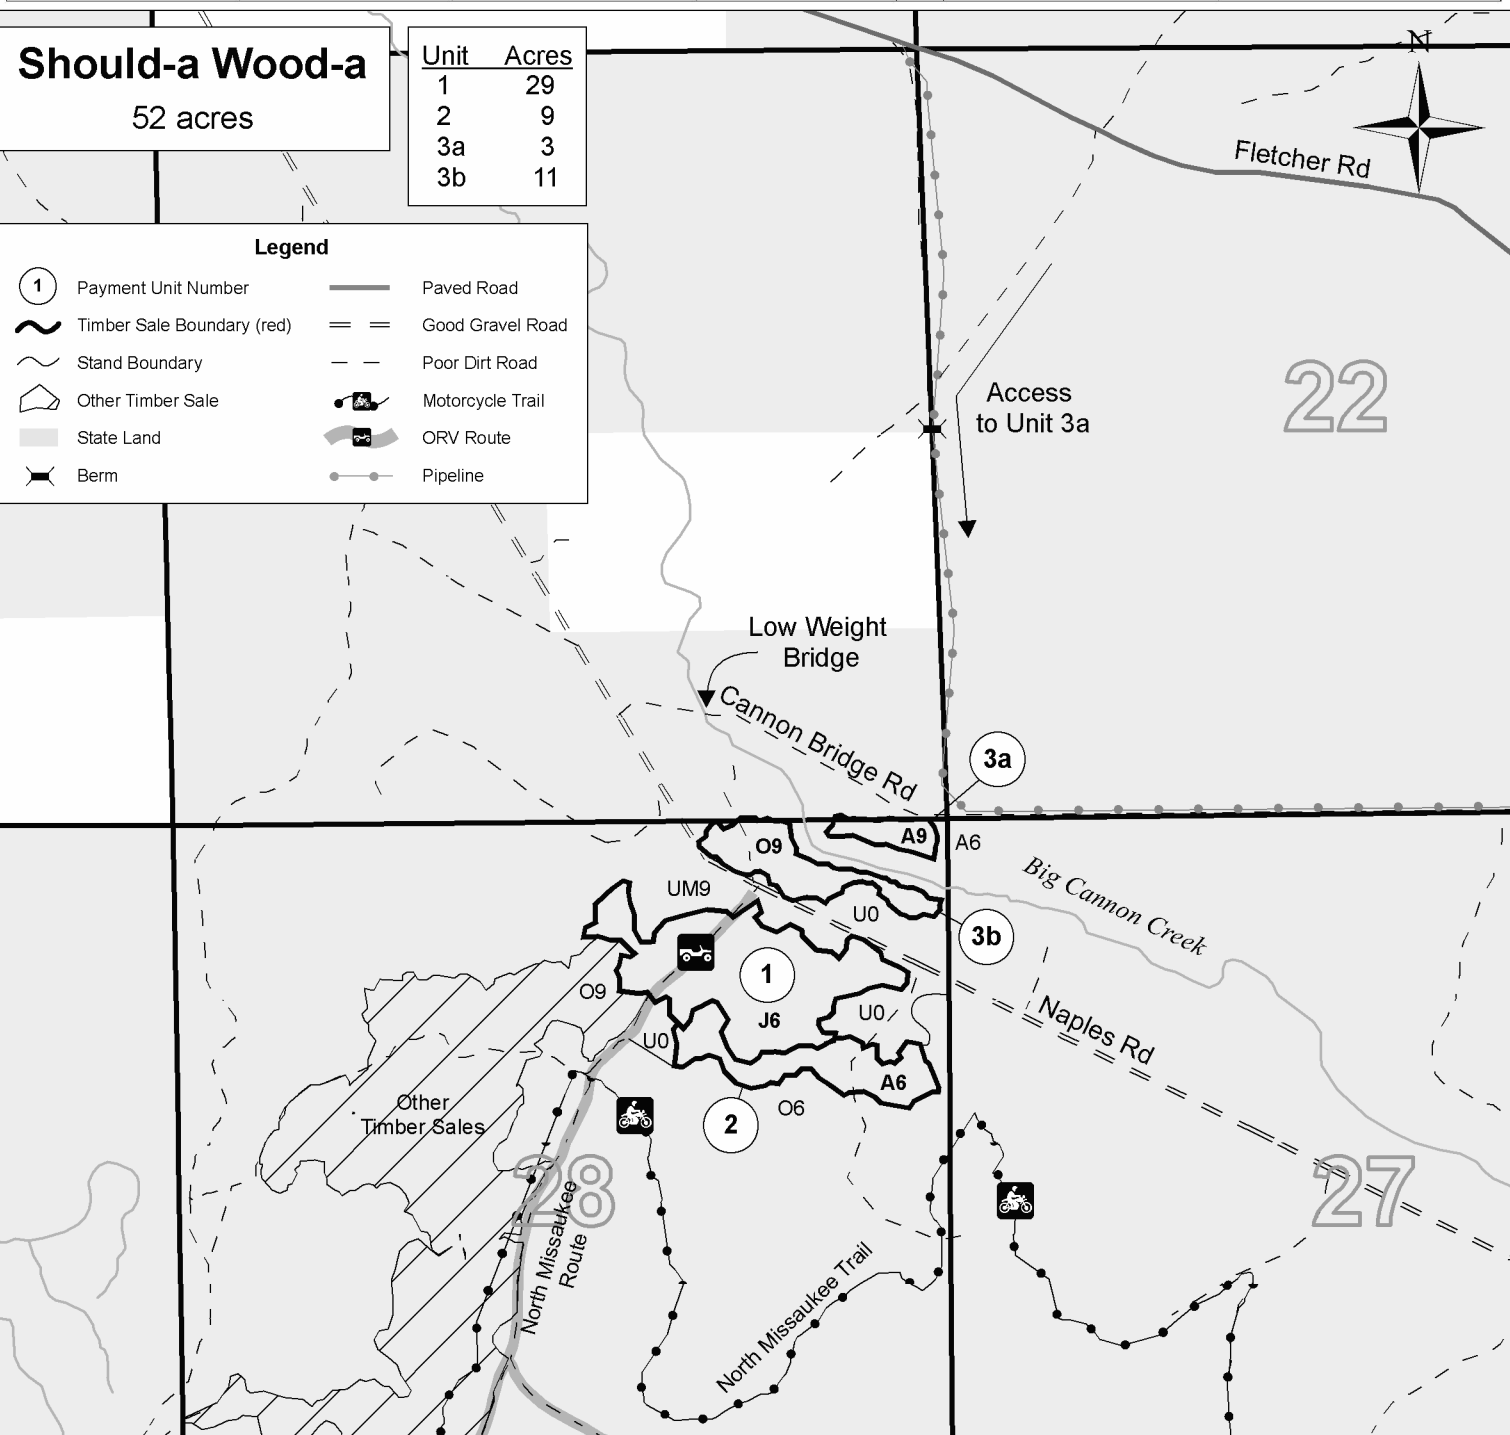 Should-a Wood-a
52 acres
Unit Acres
1 29
2 9
3a 3
3b 11
N
Fletcher Rd
Legend
1 Payment Unit Number
Timber Sale Boundary (red)
Stand Boundary
Other Timber Sale
State Land
Berm
Paved Road
Good Gravel Road
Poor Dirt Road
Motorcycle Trail
ORV Route
Pipeline
22
Access
to Unit 3a
Low Weight
Bridge
Cannon Bridge Rd
3a
O9
A9
A6
Big Cannon Creek
UM9
U0
3b
1
O9
J6
U0
Naples Rd
U0
A6
Other
Timber Sales
2
O6
28
27
North Missaukee
Route
North Missaukee Trail